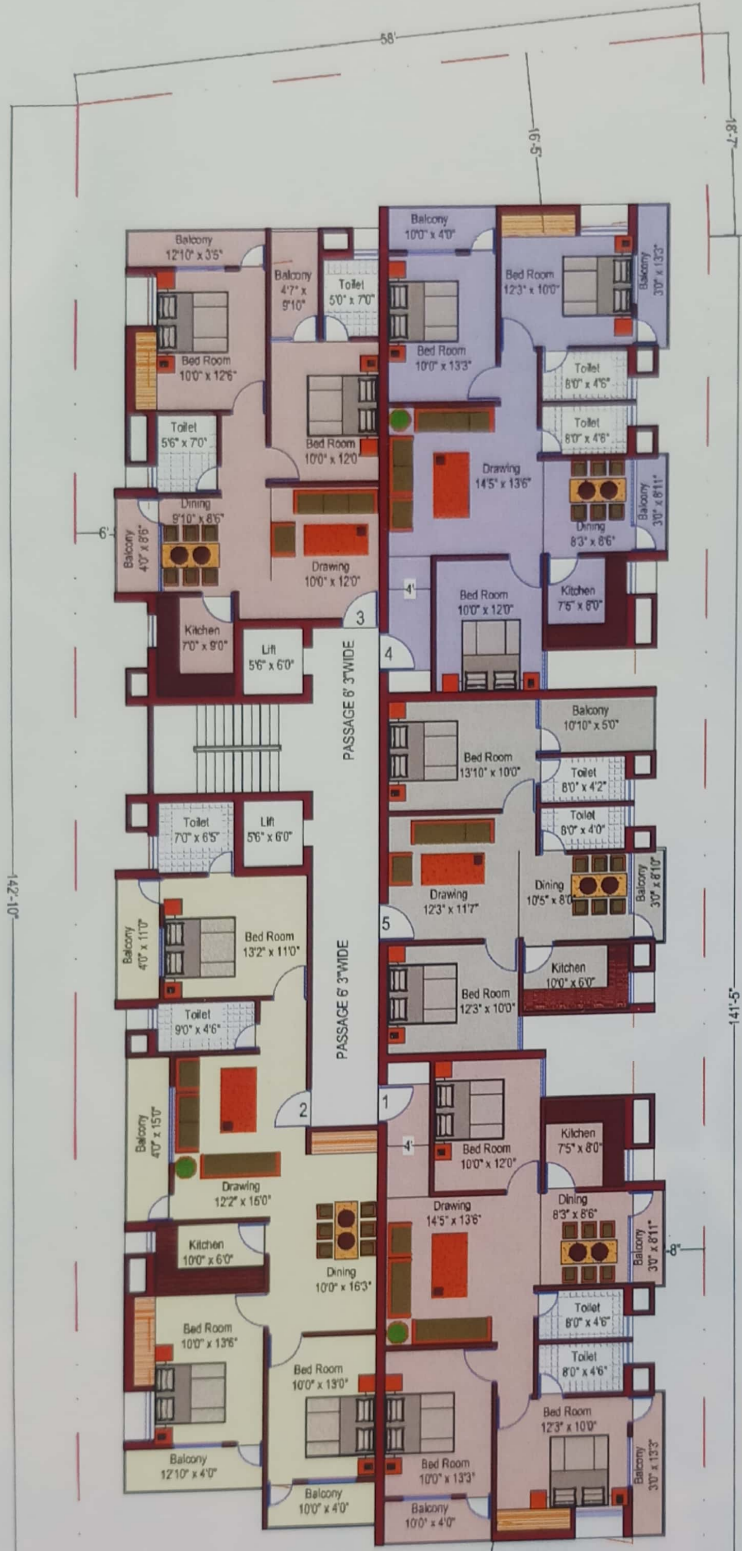 58'
18'-7"
16'-5"
142'-10"
141'-5"
6'
8"
Balcony
12'10" x 3'5"
Balcony
4'7" x
9'10"
Toilet
5'0" x 7'0"
Bed Room
10'0" x 12'6"
Bed Room
10'0" x 12'0
Toilet
5'6" x 7'0"
Dining
9'10" x 8'6"
Balcony
4'0" x 8'6"
Drawing
10'0" x 12'0"
Kitchen
7'0" x 9'0"
Lift
5'6" x 6'0"
3
Balcony
10'0" x 4'0"
Bed Room
12'3" x 10'0"
Balcony
3'0" x 13'3"
Bed Room
10'0" x 13'3"
Toilet
8'0" x 4'6"
Toilet
8'0" x 4'6"
Drawing
14'5" x 13'6"
Dining
8'3" x 8'6"
Balcony
3'0" x 8'11"
Bed Room
10'0" x 12'0"
Kitchen
7'5" x 8'0"
4'
4
PASSAGE 6' 3"WIDE
Balcony
10'10" x 5'0"
Bed Room
13'10" x 10'0"
Toilet
8'0" x 4'2"
Toilet
8'0" x 4'0"
Drawing
12'3" x 11'7"
Dining
10'5" x 8'0
Balcony
3'0" x 8'10"
5
Bed Room
12'3" x 10'0"
Kitchen
10'0" x 6'0"
Toilet
7'0" x 6'5"
Lift
5'6" x 6'0"
Balcony
4'0" x 11'0"
Bed Room
13'2" x 11'0"
Toilet
9'0" x 4'6"
PASSAGE 6' 3"WIDE
2
Balcony
4'0" x 15'0"
Drawing
12'2" x 15'0"
Kitchen
10'0" x 6'0"
Dining
10'0" x 16'3"
Bed Room
10'0" x 13'6"
Bed Room
10'0" x 13'0"
Balcony
12'10" x 4'0"
Balcony
10'0" x 4'0"
1
4'
Bed Room
10'0" x 12'0"
Kitchen
7'5" x 8'0"
Drawing
14'5" x 13'6"
Dining
8'3" x 8'6"
Balcony
3'0" x 8'11"
Toilet
8'0" x 4'6"
Toilet
8'0" x 4'6"
Bed Room
12'3" x 10'0"
Bed Room
10'0" x 13'3"
Balcony
3'0" x 13'3"
Balcony
10'0" x 4'0"